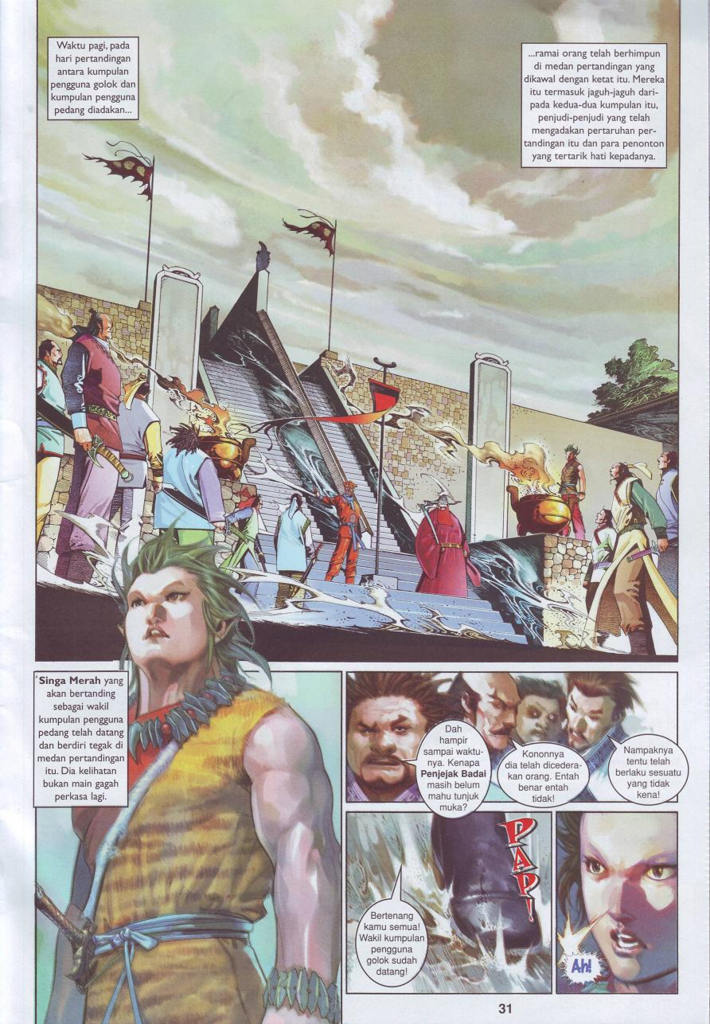 Waktu pagi, pada
hari pertandingan
antara kumpulan
pengguna golok dan
kumpulan pengguna
pedang diadakan...
...ramai orang telah berhimpun
di medan pertandingan yang
dikawal dengan ketat itu. Mereka
itu termasuk jaguh-jaguh dari-
pada kedua-dua kumpulan itu,
penjudi-penjudi yang telah
mengadakan pertaruhan per-
tandingan itu dan para penonton
yang tertarik hati kepadanya.
Singa Merah yang
akan bertanding
sebagai wakil
kumpulan pengguna
pedang telah datang
dan berdiri tegak di
medan pertandingan
itu. Dia kelihatan
bukan main gagah
perkasa lagi.
Dah
hampir
sampai waktu-
nya. Kenapa
Penjejak Badai
masih belum
mahu tunjuk
muka?
Kononnya
dia telah dicedera-
kan orang. Entah
benar entah
tidak!
Nampaknya
tentu telah
berlaku sesuatu
yang tidak
kena!
Bertenang
kamu semua!
Wakil kumpulan
pengguna
golok sudah
datang!
PAP!
Ah!
31